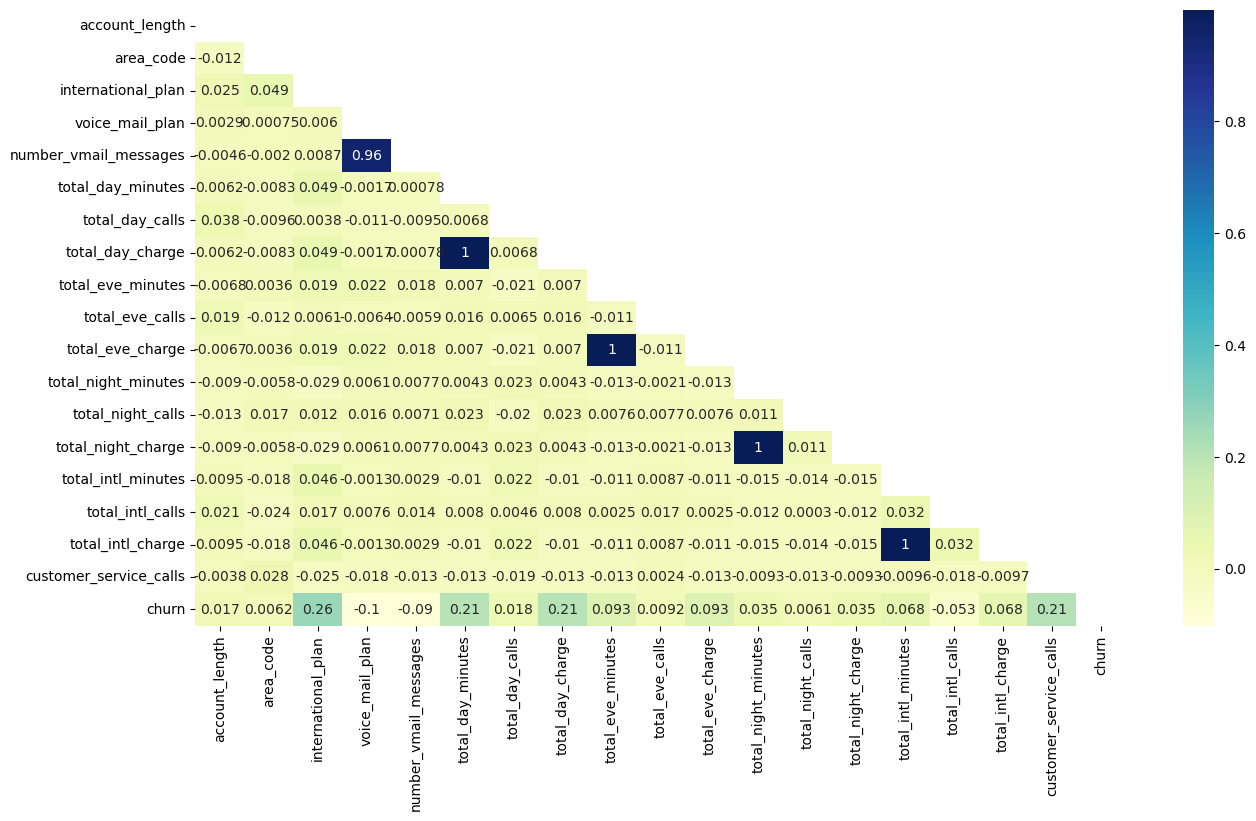 account_length
area_code -0.012
international_plan 0.025 0.049
voice_mail_plan 0.0029 0.00075 0.006
number_vmail_messages -0.0046 -0.002 0.0087 0.96
total_day_minutes 0.0062 -0.0083 0.049 -0.0017 0.00078
total_day_calls 0.038 -0.0096 0.0038 -0.011 -0.0095 0.0068
total_day_charge 0.0062 -0.0083 0.049 -0.0017 0.00078 1 0.0068
total_eve_minutes -0.0068 0.0036 0.019 0.022 0.018 0.007 -0.021 0.007
total_eve_calls 0.019 -0.012 0.0061 -0.0064 -0.0059 0.016 0.0065 0.016 -0.011
total_eve_charge -0.0067 0.0036 0.019 0.022 0.018 0.007 -0.021 0.007 1 -0.011
total_night_minutes -0.009 -0.0058 -0.029 0.0061 0.0077 0.0043 0.023 0.0043 -0.013 -0.0021 -0.013
total_night_calls -0.013 0.017 0.012 0.016 0.0071 0.023 -0.02 0.023 0.0076 0.0077 0.0076 0.011
total_night_charge -0.009 -0.0058 -0.029 0.0061 0.0077 0.0043 0.023 0.0043 -0.013 -0.0021 -0.013 1 0.011
total_intl_minutes 0.0095 -0.018 0.046 -0.0013 0.0029 -0.01 0.022 -0.01 -0.011 0.0087 -0.011 -0.015 -0.014 -0.015
total_intl_calls 0.021 -0.024 0.017 0.0076 0.014 0.008 0.0046 0.008 0.0025 0.017 0.0025 -0.012 0.0003 -0.012 0.032
total_intl_charge 0.0095 -0.018 0.046 -0.0013 0.0029 -0.01 0.022 -0.01 -0.011 0.0087 -0.011 -0.015 -0.014 -0.015 1 0.032
customer_service_calls -0.0038 0.028 -0.025 -0.018 -0.013 -0.013 -0.019 -0.013 -0.013 0.0024 -0.013 -0.0093 -0.013 -0.0093 -0.0096 -0.018 -0.0097
churn 0.017 0.0062 0.26 -0.1 -0.09 0.21 0.018 0.21 0.093 0.0092 0.093 0.035 0.0061 0.035 0.068 -0.053 0.068 0.21
account_length
area_code
international_plan
voice_mail_plan
number_vmail_messages
total_day_minutes
total_day_calls
total_day_charge
total_eve_minutes
total_eve_calls
total_eve_charge
total_night_minutes
total_night_calls
total_night_charge
total_intl_minutes
total_intl_calls
total_intl_charge
customer_service_calls
churn
0.8
0.6
0.4
0.2
0.0